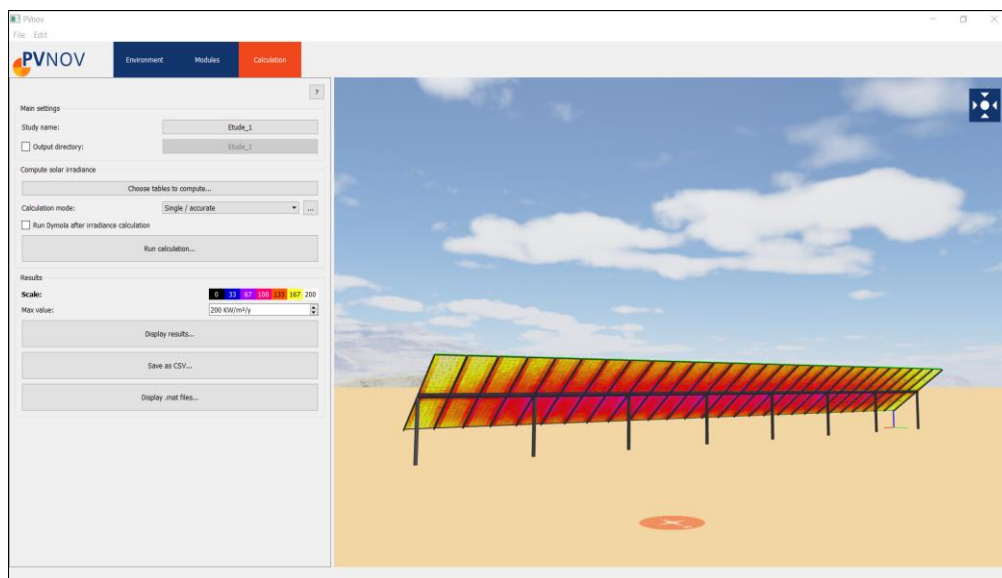 PVnov
File Edit
PVNOV
Environment Modules Calculation
?
Main settings
Study name: Etude_1
Output directory: Etude_1
Compute solar irradiance
Choose tables to compute...
Calculation mode: Single / accurate ...
Run Dymola after irradiance calculation
Run calculation...
Results
Scale: 0 33 67 100 133 167 200
Max value: 200 KW/m²/y
Display results...
Save as CSV...
Display .mat files...